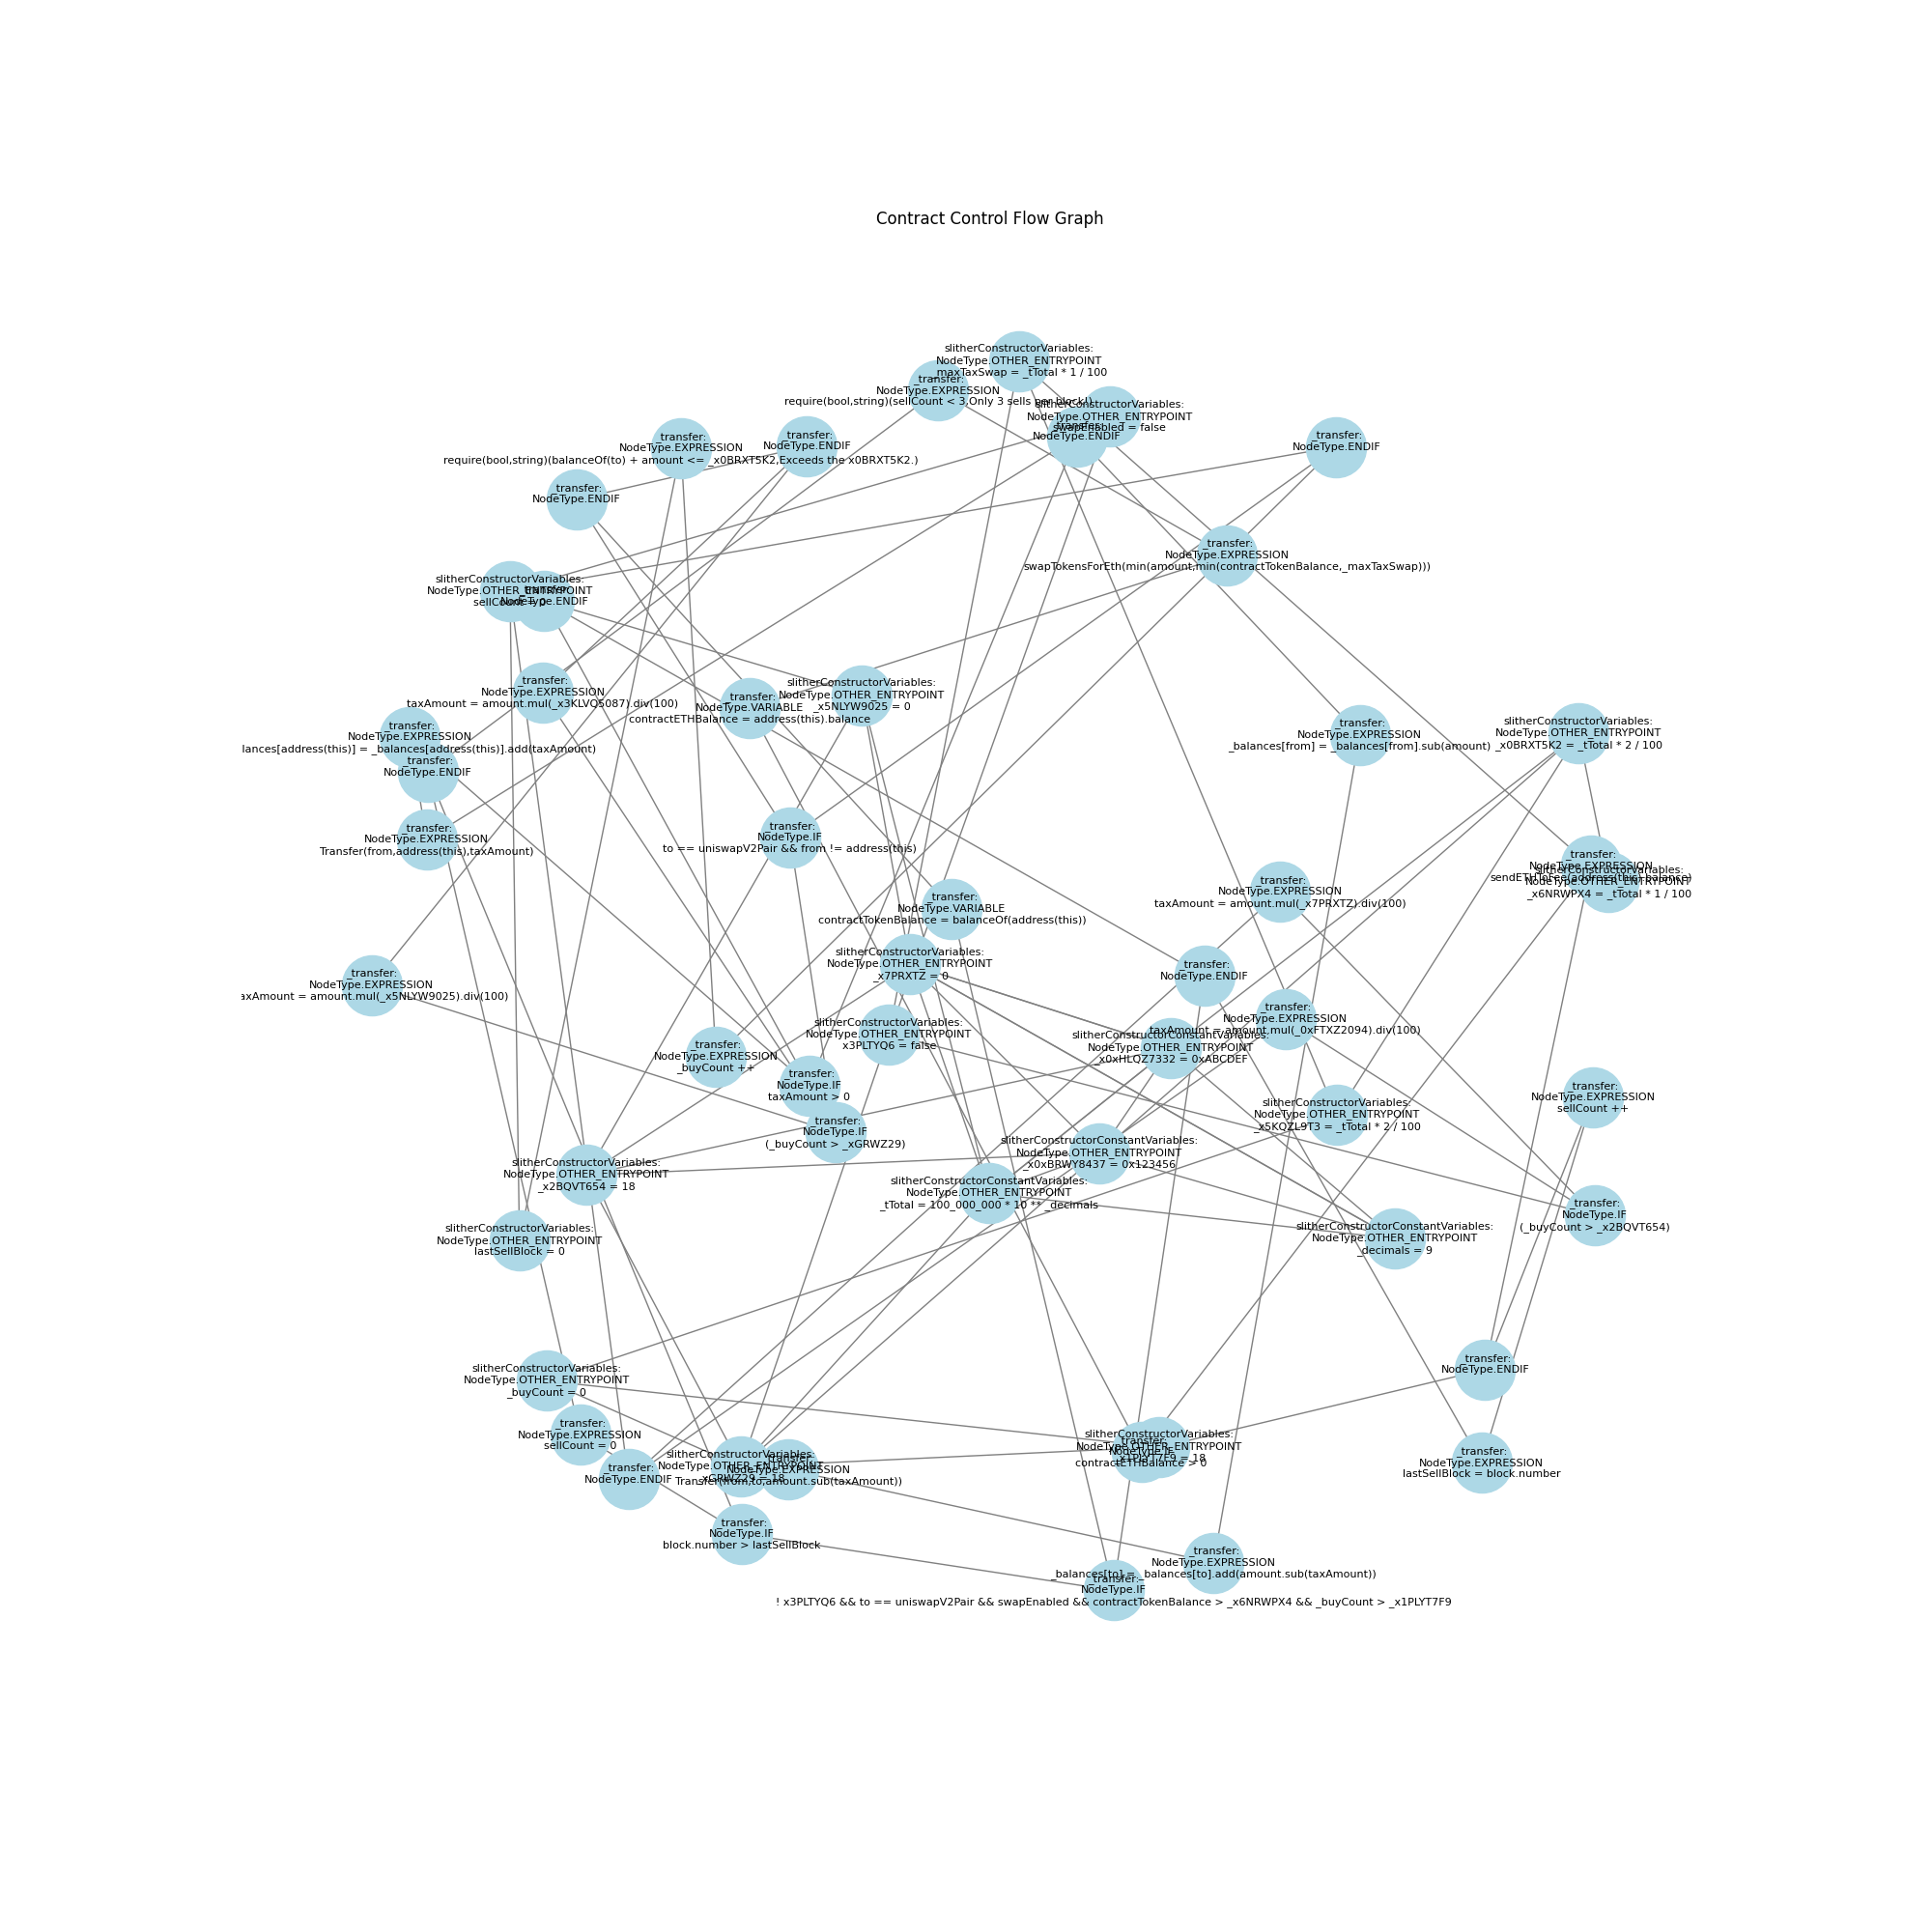 Contract Control Flow Graph
slitherConstructorVariables:
NodeType.OTHER_ENTRYPOINT
_maxTaxSwap = _tTotal * 1 / 100
_transfer:
NodeType.EXPRESSION
require(bool,string)(sellCount < 3,Only 3 sells per block!)
slitherConstructorVariables:
NodeType.OTHER_ENTRYPOINT
swapEnabled = false
_transfer:
NodeType.ENDIF
_transfer:
NodeType.EXPRESSION
require(bool,string)(balanceOf(to) + amount <= _x0BRXT5K2,Exceeds the x0BRXT5K2.)
_transfer:
NodeType.ENDIF
_transfer:
NodeType.ENDIF
_transfer:
NodeType.ENDIF
_transfer:
NodeType.EXPRESSION
swapTokensForEth(min(amount,min(contractTokenBalance,_maxTaxSwap)))
slitherConstructorVariables:
NodeType.OTHER_ENTRYPOINT
sellCount = 0
_transfer:
NodeType.ENDIF
_transfer:
NodeType.EXPRESSION
taxAmount = amount.mul(_x3KLVQ5087).div(100)
_transfer:
NodeType.VARIABLE
contractETHBalance = address(this).balance
slitherConstructorVariables:
NodeType.OTHER_ENTRYPOINT
_x5NLYW9025 = 0
_transfer:
NodeType.EXPRESSION
lances[address(this)] = _balances[address(this)].add(taxAmount)
_transfer:
NodeType.ENDIF
_transfer:
NodeType.EXPRESSION
_balances[from] = _balances[from].sub(amount)
slitherConstructorVariables:
NodeType.OTHER_ENTRYPOINT
_x0BRXT5K2 = _tTotal * 2 / 100
_transfer:
NodeType.EXPRESSION
Transfer(from,address(this),taxAmount)
_transfer:
NodeType.IF
to == uniswapV2Pair && from != address(this)
_transfer:
NodeType.EXPRESSION
sendETHToFee(address(this).balance)
slitherConstructorVariables:
NodeType.OTHER_ENTRYPOINT
_x6NRWPX4 = _tTotal * 1 / 100
_transfer:
NodeType.EXPRESSION
taxAmount = amount.mul(_x7PRXTZ).div(100)
_transfer:
NodeType.VARIABLE
contractTokenBalance = balanceOf(address(this))
slitherConstructorVariables:
NodeType.OTHER_ENTRYPOINT
_x7PRXTZ = 0
_transfer:
NodeType.ENDIF
_transfer:
NodeType.EXPRESSION
axAmount = amount.mul(_x5NLYW9025).div(100)
_transfer:
NodeType.EXPRESSION
taxAmount = amount.mul(_0xFTXZ2094).div(100)
slitherConstructorVariables:
NodeType.OTHER_ENTRYPOINT
x3PLTYQ6 = false
slitherConstructorConstantVariables:
NodeType.OTHER_ENTRYPOINT
_x0xHLQZ7332 = 0xABCDEF
_transfer:
NodeType.EXPRESSION
_buyCount ++
_transfer:
NodeType.IF
taxAmount > 0
_transfer:
NodeType.EXPRESSION
sellCount ++
slitherConstructorVariables:
NodeType.OTHER_ENTRYPOINT
_x5KQZL9T3 = _tTotal * 2 / 100
_transfer:
NodeType.IF
(_buyCount > _xGRWZ29)
slitherConstructorConstantVariables:
NodeType.OTHER_ENTRYPOINT
_x0xBRWY8437 = 0x123456
slitherConstructorVariables:
NodeType.OTHER_ENTRYPOINT
_x2BQVT654 = 18
slitherConstructorConstantVariables:
NodeType.OTHER_ENTRYPOINT
_tTotal = 100_000_000 * 10 ** _decimals
_transfer:
NodeType.IF
(_buyCount > _x2BQVT654)
slitherConstructorVariables:
NodeType.OTHER_ENTRYPOINT
lastSellBlock = 0
slitherConstructorConstantVariables:
NodeType.OTHER_ENTRYPOINT
_decimals = 9
slitherConstructorVariables:
NodeType.OTHER_ENTRYPOINT
_buyCount = 0
_transfer:
NodeType.ENDIF
_transfer:
NodeType.EXPRESSION
sellCount = 0
slitherConstructorVariables:
NodeType.OTHER_ENTRYPOINT
_x1PLYT7F9 = 18
_transfer:
NodeType.IF
contractETHBalance > 0
_transfer:
NodeType.ENDIF
slitherConstructorVariables:
NodeType.OTHER_ENTRYPOINT
_xGRWZ29 = 18
_transfer:
NodeType.EXPRESSION
Transfer(from,to,amount.sub(taxAmount))
_transfer:
NodeType.EXPRESSION
lastSellBlock = block.number
_transfer:
NodeType.IF
block.number > lastSellBlock
_transfer:
NodeType.EXPRESSION
_balances[to] = _balances[to].add(amount.sub(taxAmount))
_transfer:
NodeType.IF
! x3PLTYQ6 && to == uniswapV2Pair && swapEnabled && contractTokenBalance > _x6NRWPX4 && _buyCount > _x1PLYT7F9